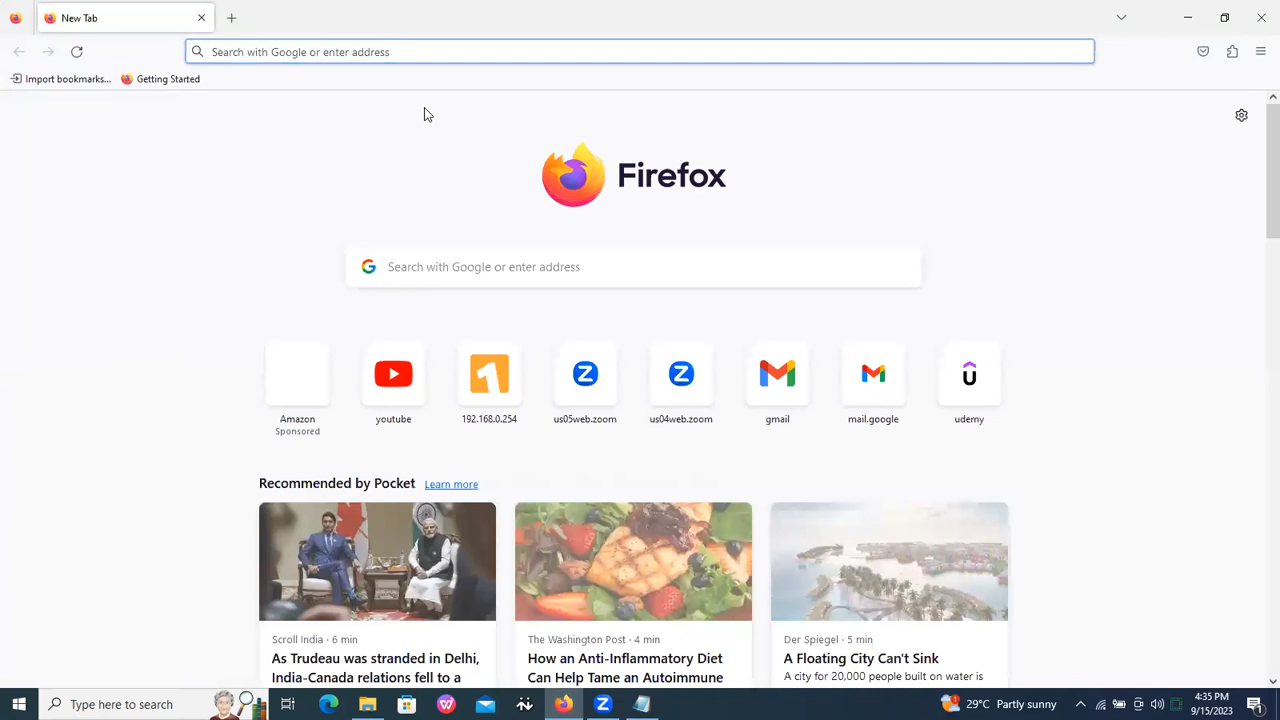 New Tab
Search with Google or enter address
Import bookmarks...
Getting Started
Firefox
Search with Google or enter address
Amazon
Sponsored
youtube
192.168.0.254
us05web.zoom
us04web.zoom
gmail
mail.google
udemy
Recommended by Pocket Learn more
Scroll India · 6 min
As Trudeau was stranded in Delhi,
India-Canada relations fell to a
The Washington Post · 4 min
How an Anti-Inflammatory Diet
Can Help Tame an Autoimmune
Der Spiegel · 5 min
A Floating City Can't Sink
A city for 20,000 people built on water is
Type here to search
29°C Partly sunny
4:35 PM
9/15/2023